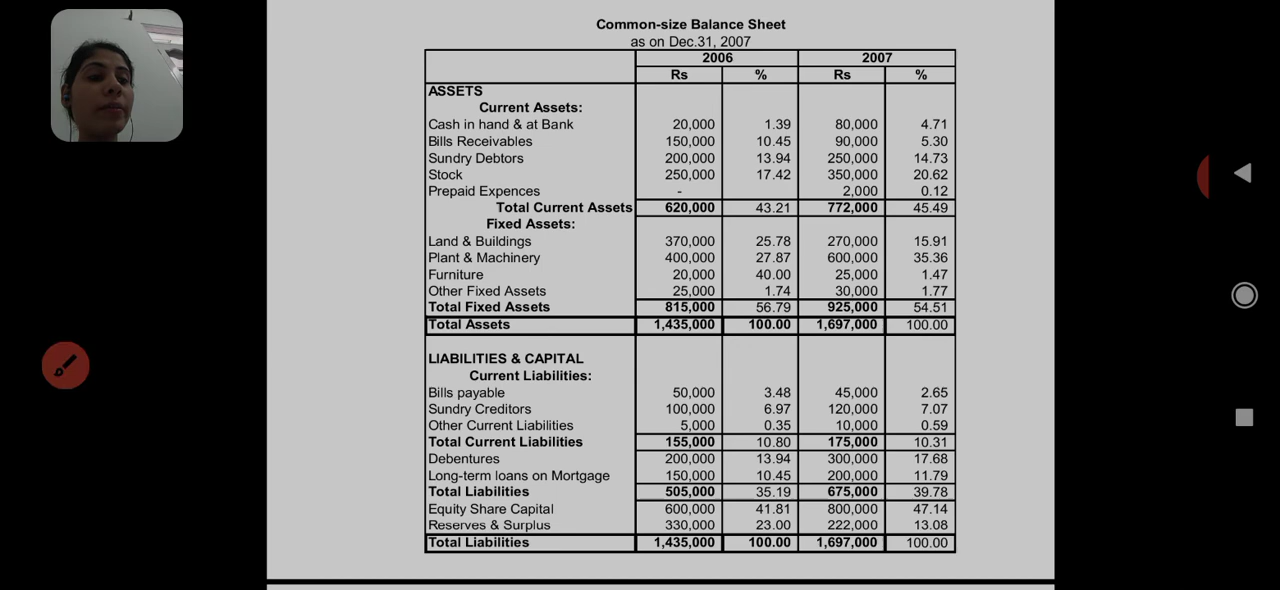 Common-size Balance Sheet
as on Dec.31, 2007
2006 2007
Rs % Rs %
ASSETS
Current Assets:
Cash in hand & at Bank 20,000 1.39 80,000 4.71
Bills Receivables 150,000 10.45 90,000 5.30
Sundry Debtors 200,000 13.94 250,000 14.73
Stock 250,000 17.42 350,000 20.62
Prepaid Expences - 2,000 0.12
Total Current Assets 620,000 43.21 772,000 45.49
Fixed Assets:
Land & Buildings 370,000 25.78 270,000 15.91
Plant & Machinery 400,000 27.87 600,000 35.36
Furniture 20,000 40.00 25,000 1.47
Other Fixed Assets 25,000 1.74 30,000 1.77
Total Fixed Assets 815,000 56.79 925,000 54.51
Total Assets 1,435,000 100.00 1,697,000 100.00
LIABILITIES & CAPITAL
Current Liabilities:
Bills payable 50,000 3.48 45,000 2.65
Sundry Creditors 100,000 6.97 120,000 7.07
Other Current Liabilities 5,000 0.35 10,000 0.59
Total Current Liabilities 155,000 10.80 175,000 10.31
Debentures 200,000 13.94 300,000 17.68
Long-term loans on Mortgage 150,000 10.45 200,000 11.79
Total Liabilities 505,000 35.19 675,000 39.78
Equity Share Capital 600,000 41.81 800,000 47.14
Reserves & Surplus 330,000 23.00 222,000 13.08
Total Liabilities 1,435,000 100.00 1,697,000 100.00